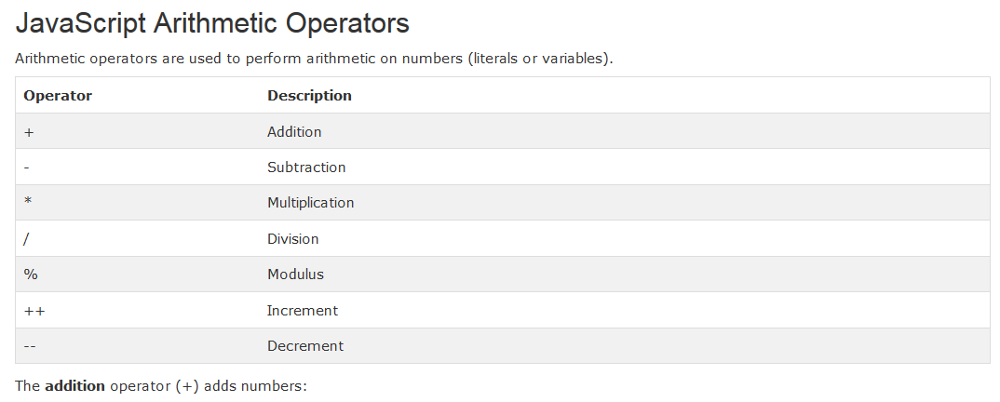 JavaScript Arithmetic Operators
Arithmetic operators are used to perform arithmetic on numbers (literals or variables).
Operator Description
+ Addition
- Subtraction
* Multiplication
/ Division
% Modulus
++ Increment
-- Decrement
The addition operator (+) adds numbers: